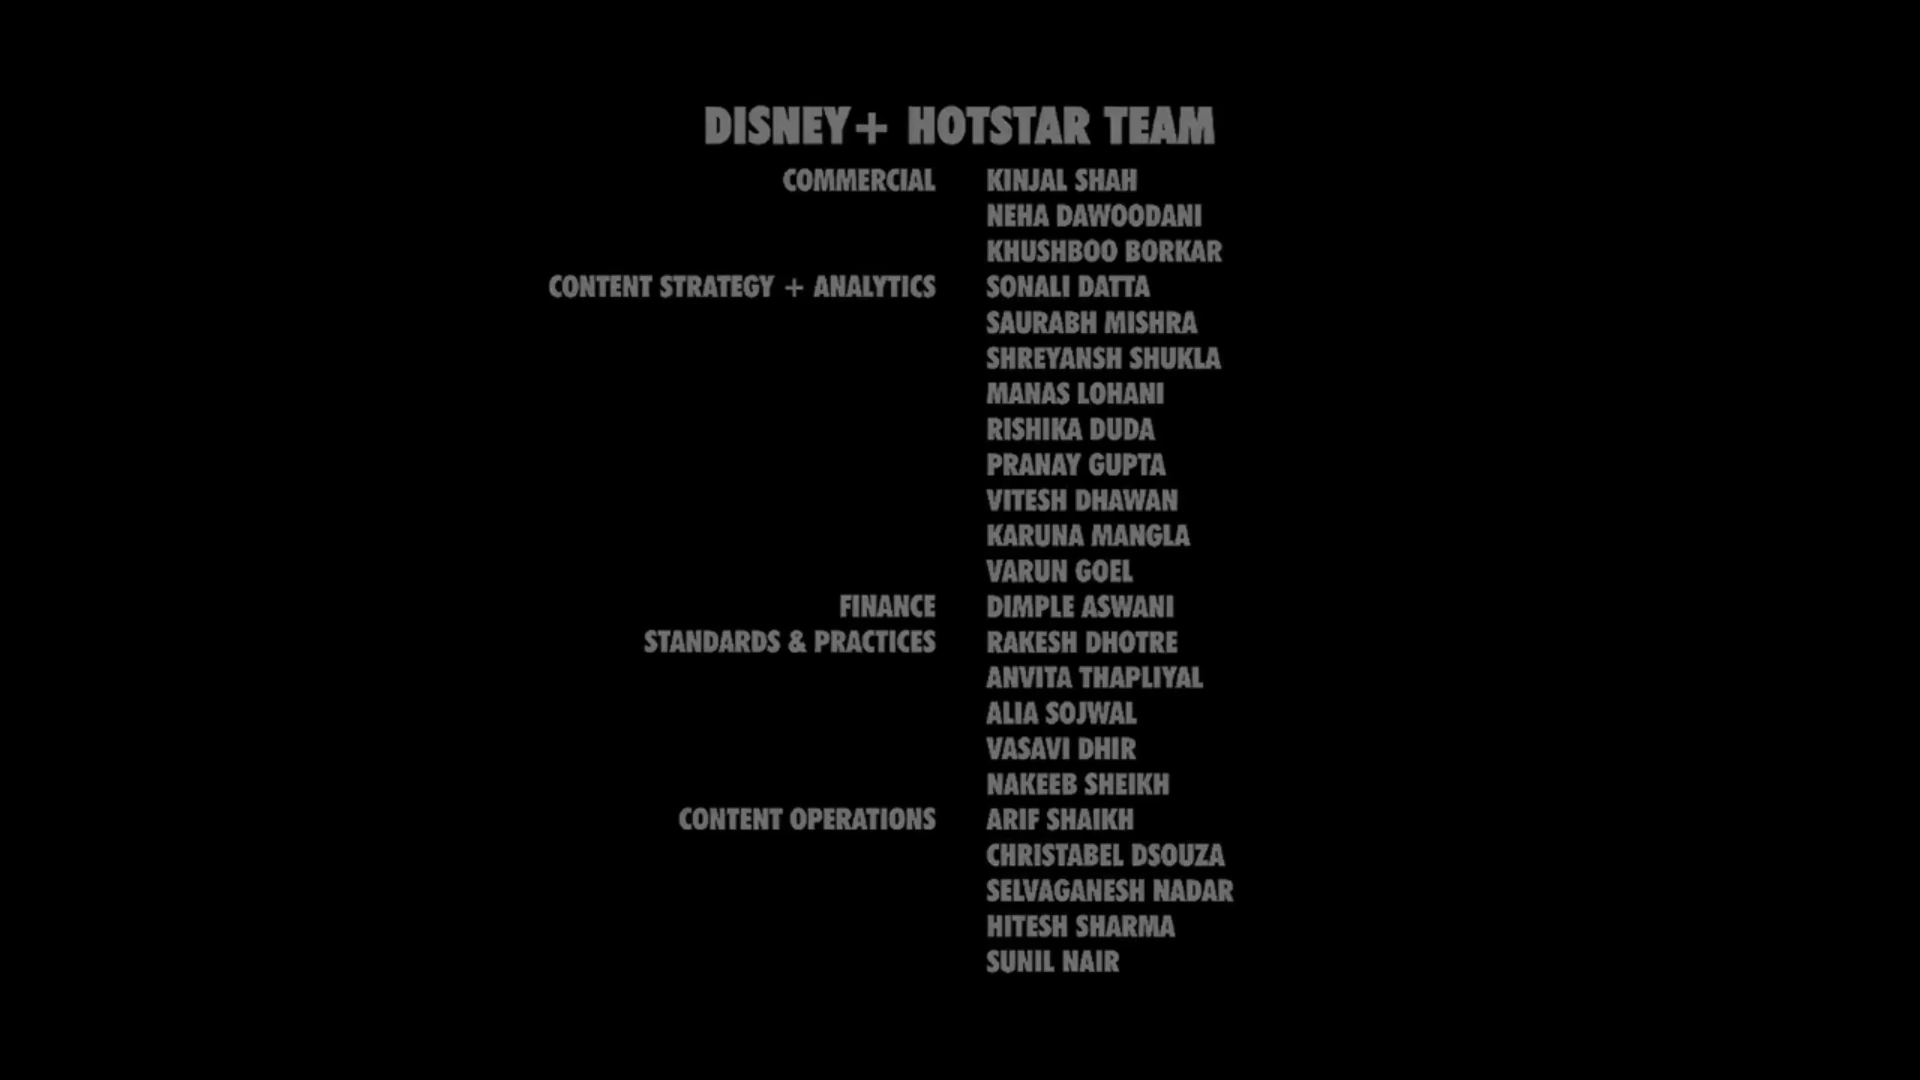 DISNEY+ HOTSTAR TEAM
COMMERCIAL KINJAL SHAH
NEHA DAWOODANI
KHUSHBOO BORKAR
CONTENT STRATEGY + ANALYTICS SONALI DATTA
SAURABH MISHRA
SHREYANSH SHUKLA
MANAS LOHANI
RISHIKA DUDA
PRANAY GUPTA
VITESH DHAWAN
KARUNA MANGLA
VARUN GOEL
FINANCE DIMPLE ASWANI
STANDARDS & PRACTICES RAKESH DHOTRE
ANVITA THAPLIYAL
ALIA SOJWAL
VASAVI DHIR
NAKEEB SHEIKH
CONTENT OPERATIONS ARIF SHAIKH
CHRISTABEL DSOUZA
SELVAGANESH NADAR
HITESH SHARMA
SUNIL NAIR